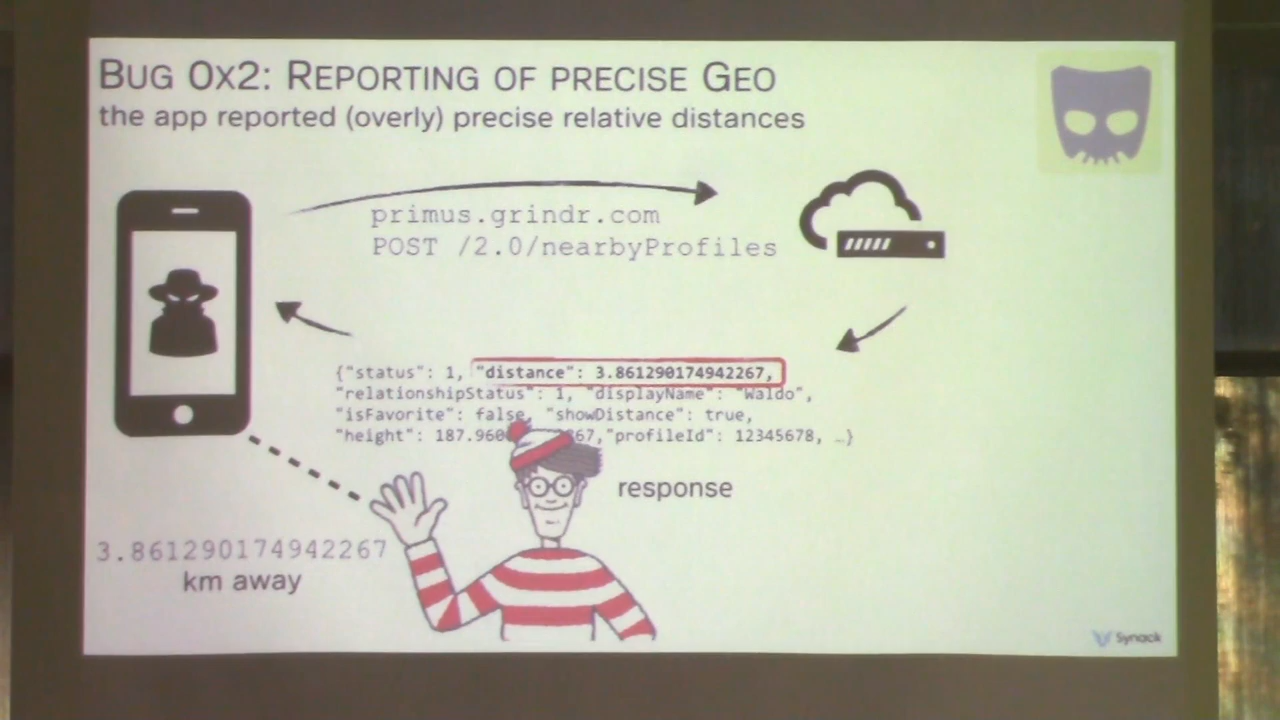 BUG 0X2: REPORTING OF PRECISE GEO
the app reported (overly) precise relative distances
primus.grindr.com
POST /2.0/nearbyProfiles
{"status": 1, "distance": 3.861290174942267,
"relationshipStatus": 1, "displayName": "Waldo",
"isFavorite": false, "showDistance": true,
"height": 187.960 67,"profileId": 12345678, …}
response
3.861290174942267
km away
Synack